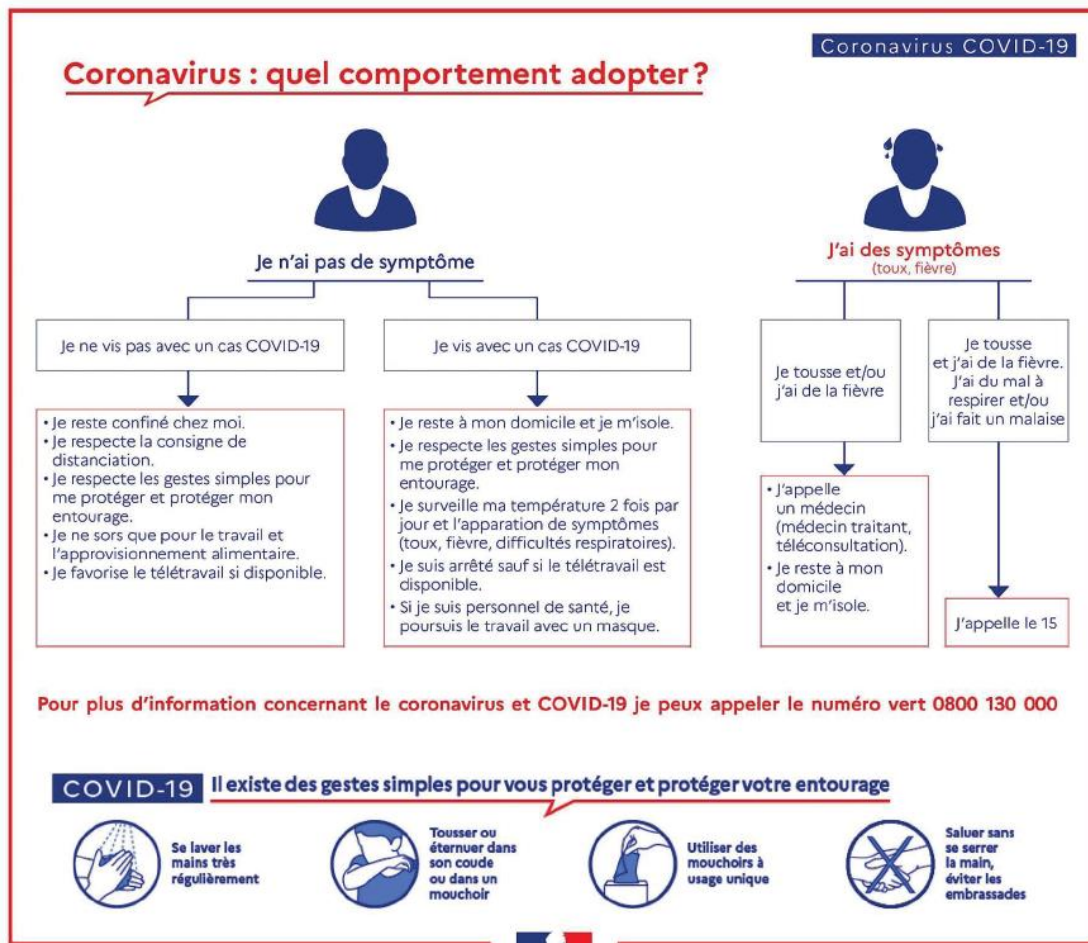 Coronavirus COVID-19
Coronavirus : quel comportement adopter ?
Je n'ai pas de symptôme
Je ne vis pas avec un cas COVID-19
• Je reste confiné chez moi.
• Je respecte la consigne de
distanciation.
• Je respecte les gestes simples pour
me protéger et protéger mon
entourage.
• Je ne sors que pour le travail et
l'approvisionnement alimentaire.
• Je favorise le télétravail si disponible.
Je vis avec un cas COVID-19
• Je reste à mon domicile et je m'isole.
• Je respecte les gestes simples pour
me protéger et protéger mon
entourage.
• Je surveille ma température 2 fois par
jour et l'apparation de symptômes
(toux, fièvre, difficultés respiratoires).
• Je suis arrêté sauf si le télétravail est
disponible.
• Si je suis personnel de santé, je
poursuis le travail avec un masque.
J'ai des symptômes
(toux, fièvre)
Je tousse et/ou
j'ai de la fièvre
• J'appelle
un médecin
(médecin traitant,
téléconsultation).
• Je reste à mon
domicile
et je m'isole.
Je tousse
et j'ai de la fièvre.
J'ai du mal à
respirer et/ou
j'ai fait un malaise
J'appelle le 15
Pour plus d'information concernant le coronavirus et COVID-19 je peux appeler le numéro vert 0800 130 000
COVID-19 Il existe des gestes simples pour vous protéger et protéger votre entourage
Se laver les
mains très
régulièrement
Tousser ou
éternuer dans
son coude
ou dans un
mouchoir
Utiliser des
mouchoirs à
usage unique
Saluer sans
se serrer
la main,
éviter les
embrassades